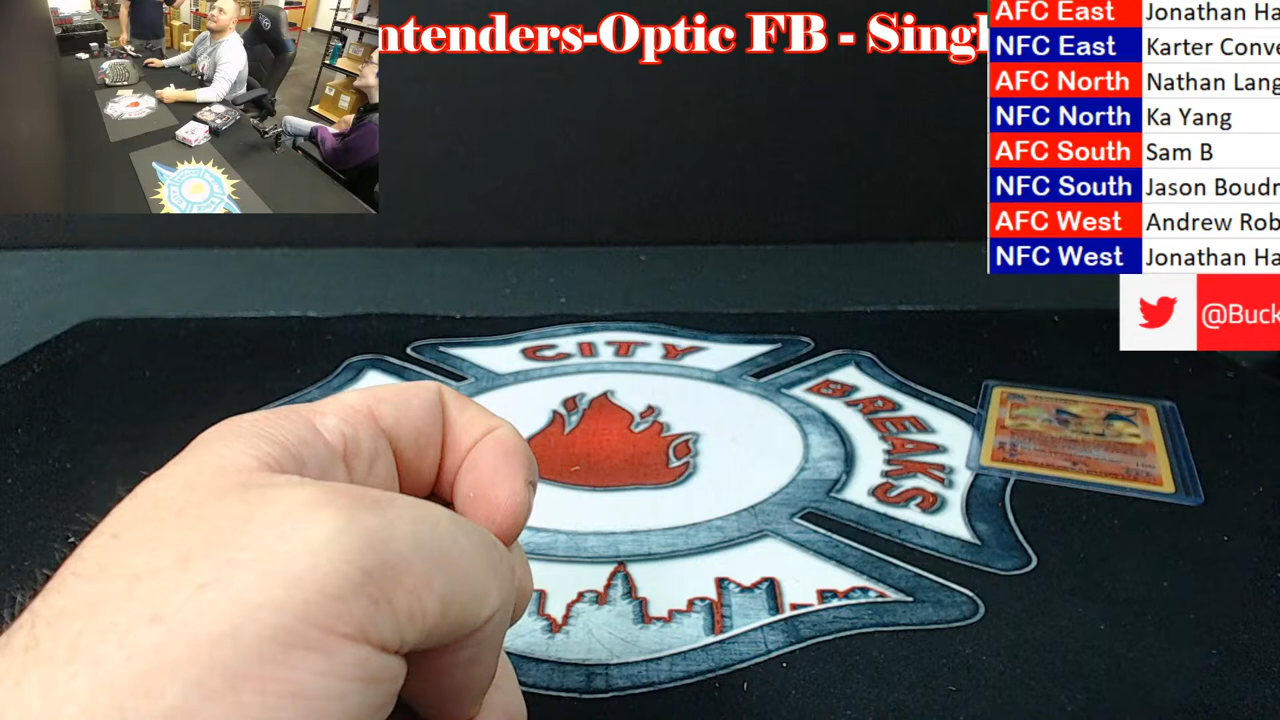 ntenders-Optic FB - Singl
AFC East Jonathan Ha
NFC East Karter Conve
AFC North Nathan Lang
NFC North Ka Yang
AFC South Sam B
NFC South Jason Boudr
AFC West Andrew Rob
NFC West Jonathan Ha
@Buck
CITY
BREAKS